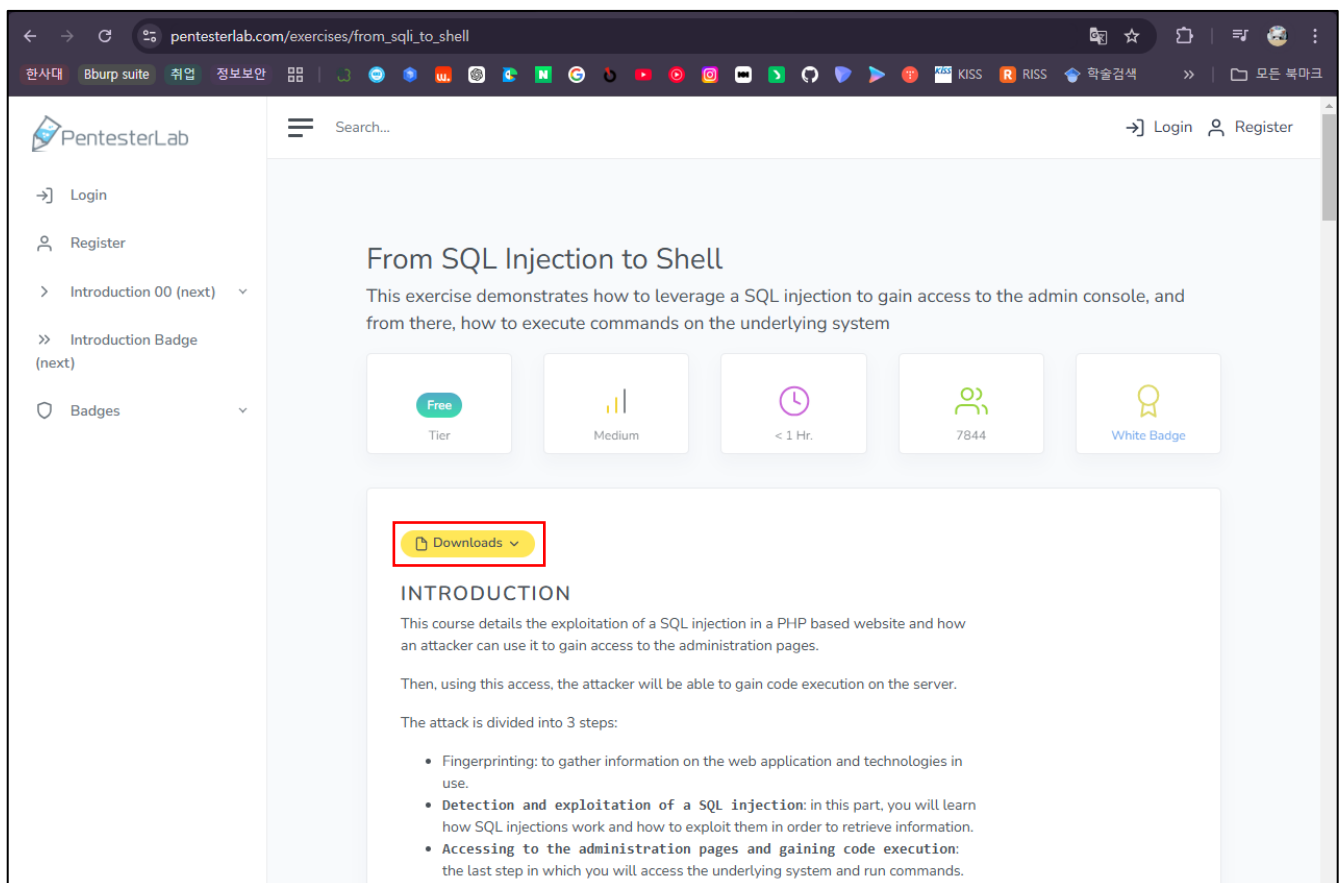 pentesterlab.com/exercises/from_sqli_to_shell
한사대 Bburp suite 취업 정보보안 KISS RISS 학술검색 모든 북마크
PentesterLab
Search...
Login Register
Login
Register
Introduction 00 (next)
Introduction Badge
(next)
Badges
From SQL Injection to Shell
This exercise demonstrates how to leverage a SQL injection to gain access to the admin console, and
from there, how to execute commands on the underlying system
Free
Tier
Medium
< 1 Hr.
7844
White Badge
Downloads
INTRODUCTION
This course details the exploitation of a SQL injection in a PHP based website and how
an attacker can use it to gain access to the administration pages.
Then, using this access, the attacker will be able to gain code execution on the server.
The attack is divided into 3 steps:
Fingerprinting: to gather information on the web application and technologies in
use.
Detection and exploitation of a SQL injection: in this part, you will learn
how SQL injections work and how to exploit them in order to retrieve information.
Accessing to the administration pages and gaining code execution:
the last step in which you will access the underlying system and run commands.